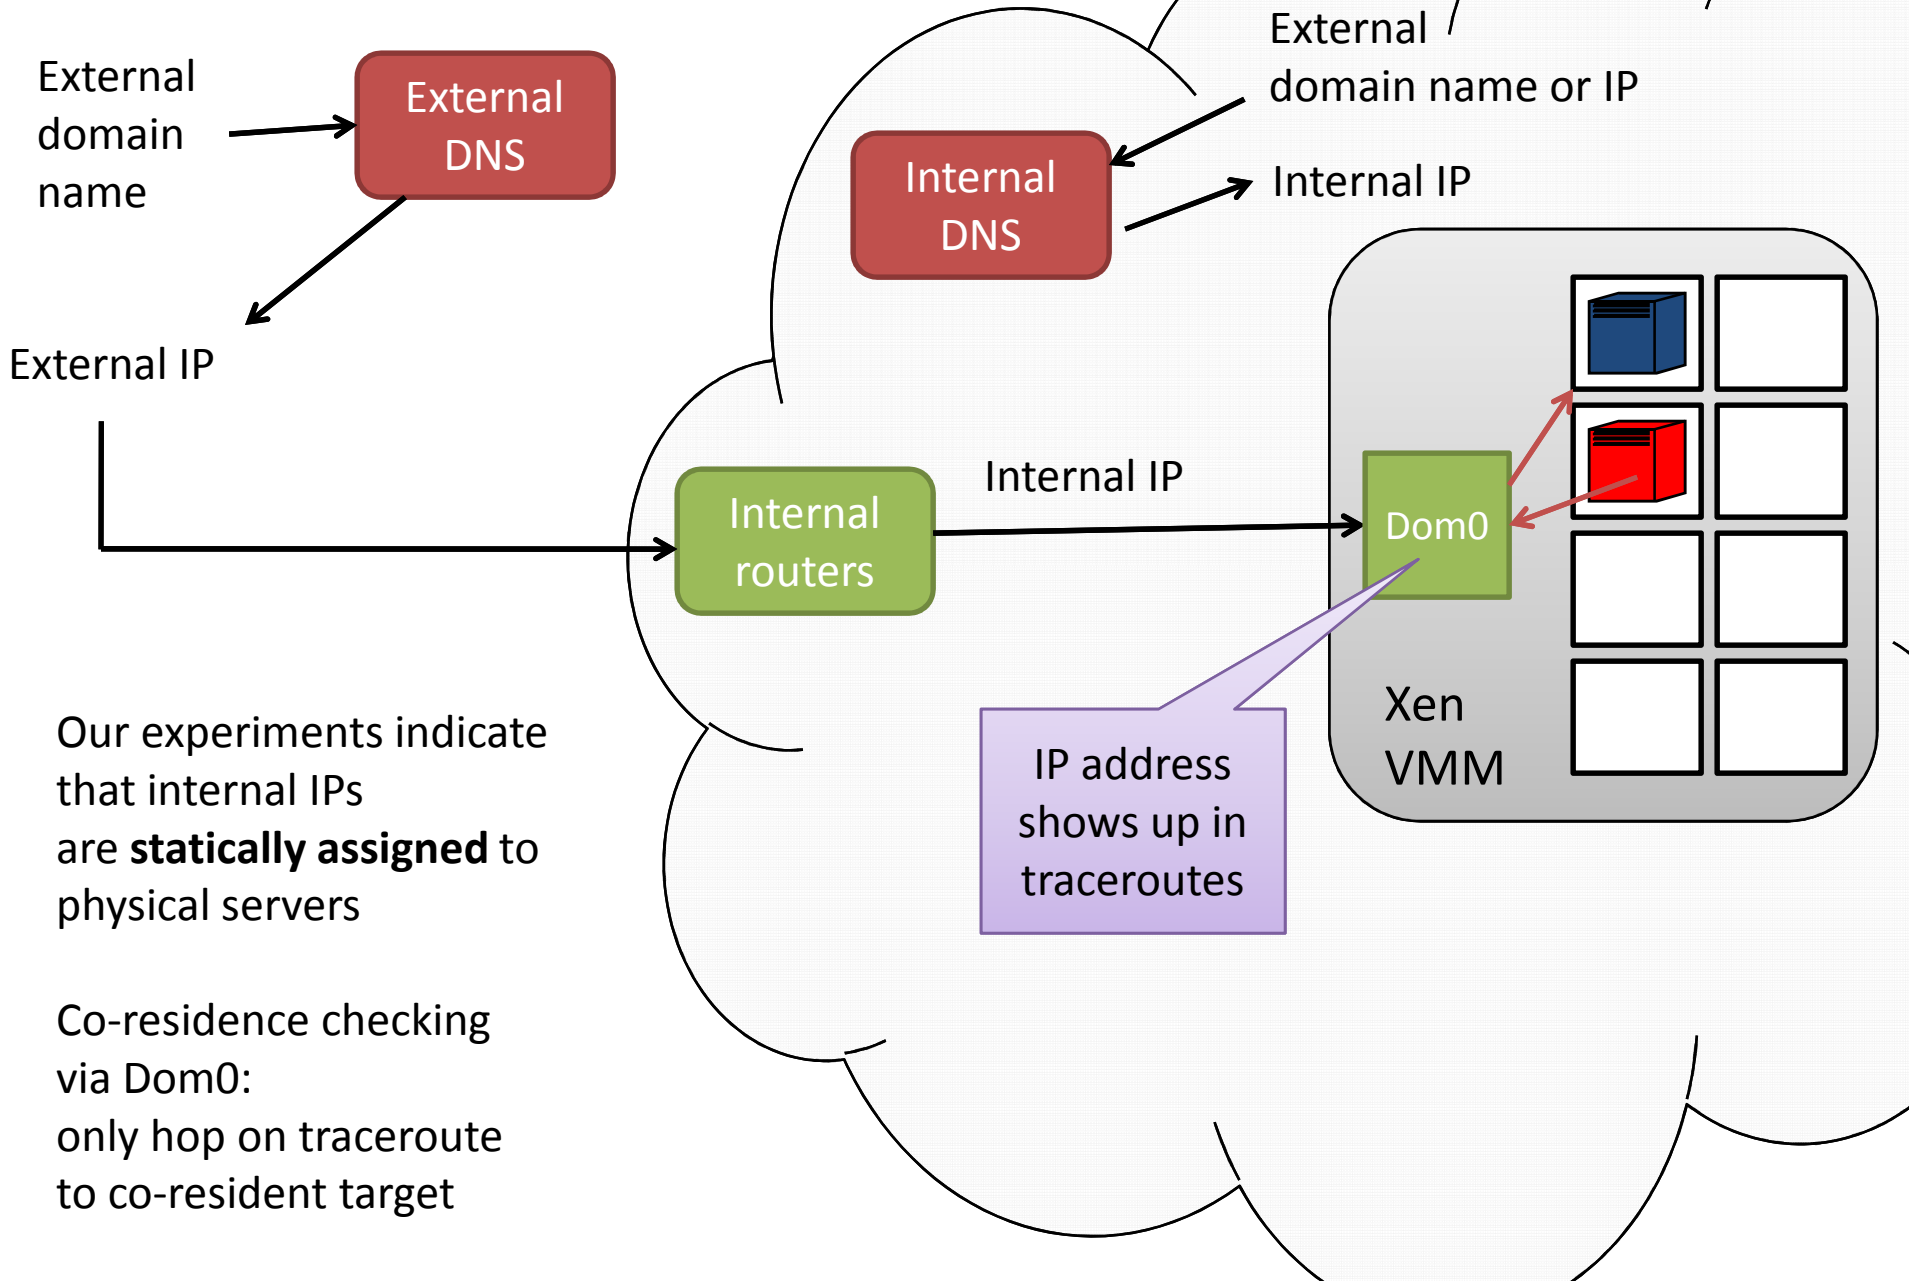 External
domain
name
External
DNS
External IP
External
domain name or IP
Internal
DNS
Internal IP
Internal
routers
Internal IP
Dom0
Xen
VMM
IP address
shows up in
traceroutes
Our experiments indicate
that internal IPs
are statically assigned to
physical servers
Co-residence checking
via Dom0:
only hop on traceroute
to co-resident target